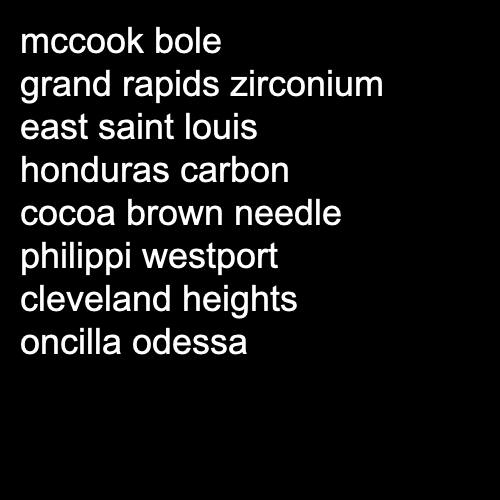 mccook bole
grand rapids zirconium
east saint louis
honduras carbon
cocoa brown needle
philippi westport
cleveland heights
oncilla odessa